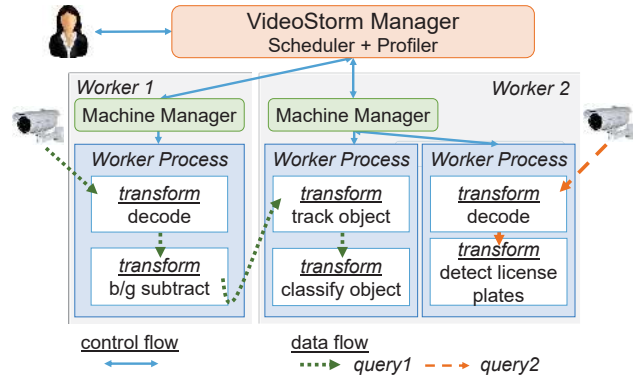 VideoStorm Manager
Scheduler + Profiler
Worker 1
Worker 2
Machine Manager
Machine Manager
Worker Process
transform
decode
transform
b/g subtract
Worker Process
transform
track object
transform
classify object
Worker Process
transform
decode
transform
detect license
plates
control flow
data flow
query1
query2